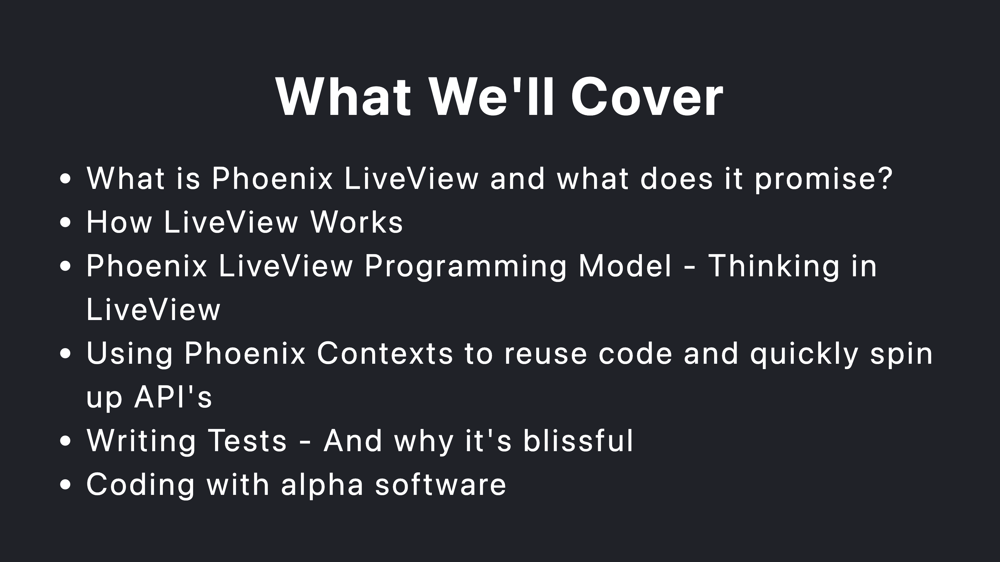 What We'll Cover
• What is Phoenix LiveView and what does it promise?
• How LiveView Works
• Phoenix LiveView Programming Model - Thinking in
LiveView
• Using Phoenix Contexts to reuse code and quickly spin
up API's
• Writing Tests - And why it's blissful
• Coding with alpha software